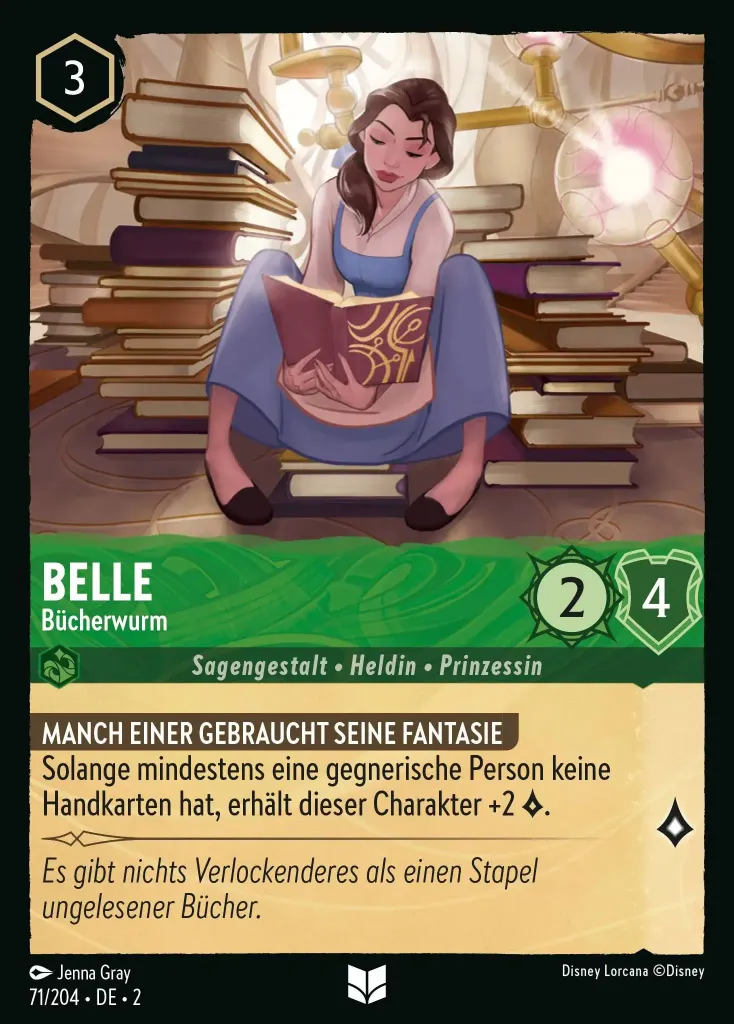 3
BELLE
Bücherwurm
2
4
Sagengestalt • Heldin • Prinzessin
MANCH EINER GEBRAUCHT SEINE FANTASIE
Solange mindestens eine gegnerische Person keine
Handkarten hat, erhält dieser Charakter +2 .
Es gibt nichts Verlockenderes als einen Stapel
ungelesener Bücher.
Jenna Gray
Disney Lorcana ©Disney
71/204 • DE • 2